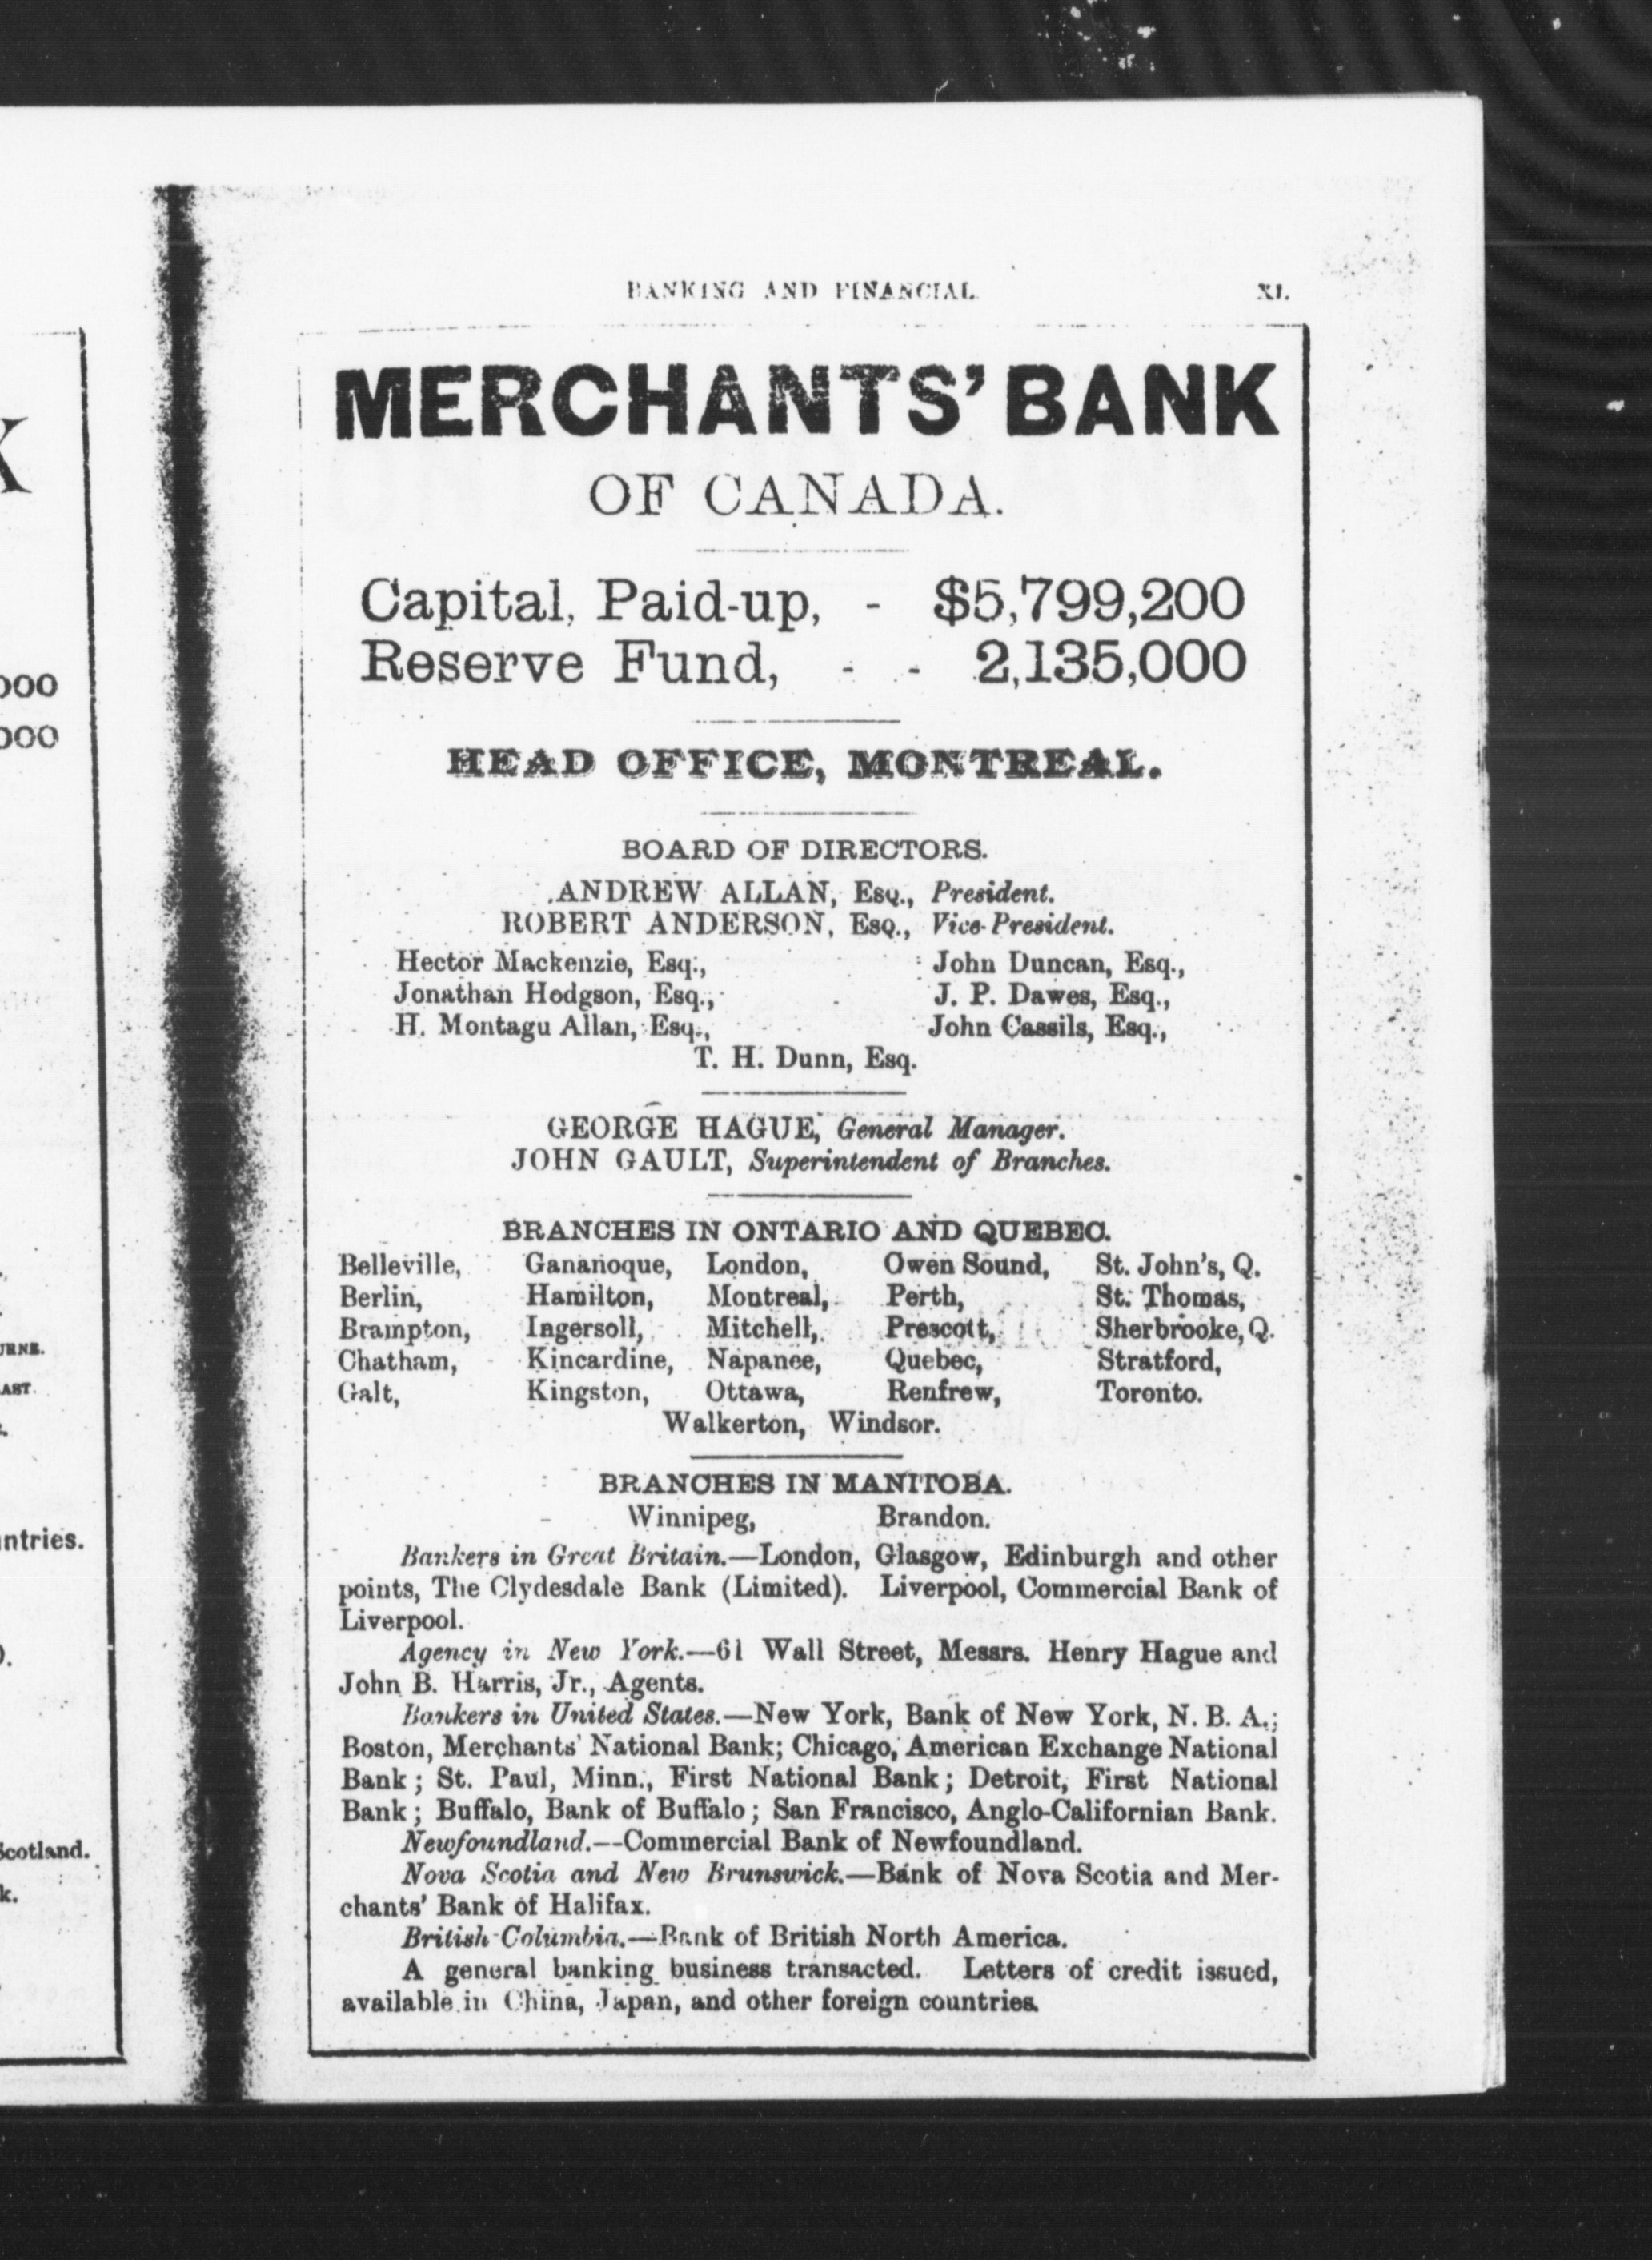 BANKING AND FINANCIAL XI.
MERCHANTS' BANK
OF CANADA.
Capital, Paid-up, - $5,799,200
Reserve Fund, - - 2,135,000
HEAD OFFICE, MONTREAL.
BOARD OF DIRECTORS.
ANDREW ALLAN, Esq., President.
ROBERT ANDERSON, Esq., Vice-President.
Hector Mackenzie, Esq., John Duncan, Esq.,
Jonathan Hodgson, Esq., J. P. Dawes, Esq.,
H. Montagu Allan, Esq., John Cassils, Esq.,
T. H. Dunn, Esq.
GEORGE HAGUE, General Manager.
JOHN GAULT, Superintendent of Branches.
BRANCHES IN ONTARIO AND QUEBEC.
Belleville, Gananoque, London, Owen Sound, St. John's, Q.
Berlin, Hamilton, Montreal, Perth, St. Thomas,
Brampton, Ingersoll, Mitchell, Prescott, Sherbrooke, Q.
Chatham, Kincardine, Napanee, Quebec, Stratford,
Galt, Kingston, Ottawa, Renfrew, Toronto.
Walkerton, Windsor.
BRANCHES IN MANITOBA.
Winnipeg, Brandon.
Bankers in Great Britain.—London, Glasgow, Edinburgh and other
points, The Clydesdale Bank (Limited). Liverpool, Commercial Bank of
Liverpool.
Agency in New York.—61 Wall Street, Messrs. Henry Hague and
John B. Harris, Jr., Agents.
Bankers in United States.—New York, Bank of New York, N. B. A.;
Boston, Merchants' National Bank; Chicago, American Exchange National
Bank; St. Paul, Minn., First National Bank; Detroit, First National
Bank; Buffalo, Bank of Buffalo; San Francisco, Anglo-Californian Bank.
Newfoundland.--Commercial Bank of Newfoundland.
Nova Scotia and New Brunswick.—Bank of Nova Scotia and Mer-
chants' Bank of Halifax.
British Columbia.—Bank of British North America.
A general banking business transacted. Letters of credit issued,
available in China, Japan, and other foreign countries.